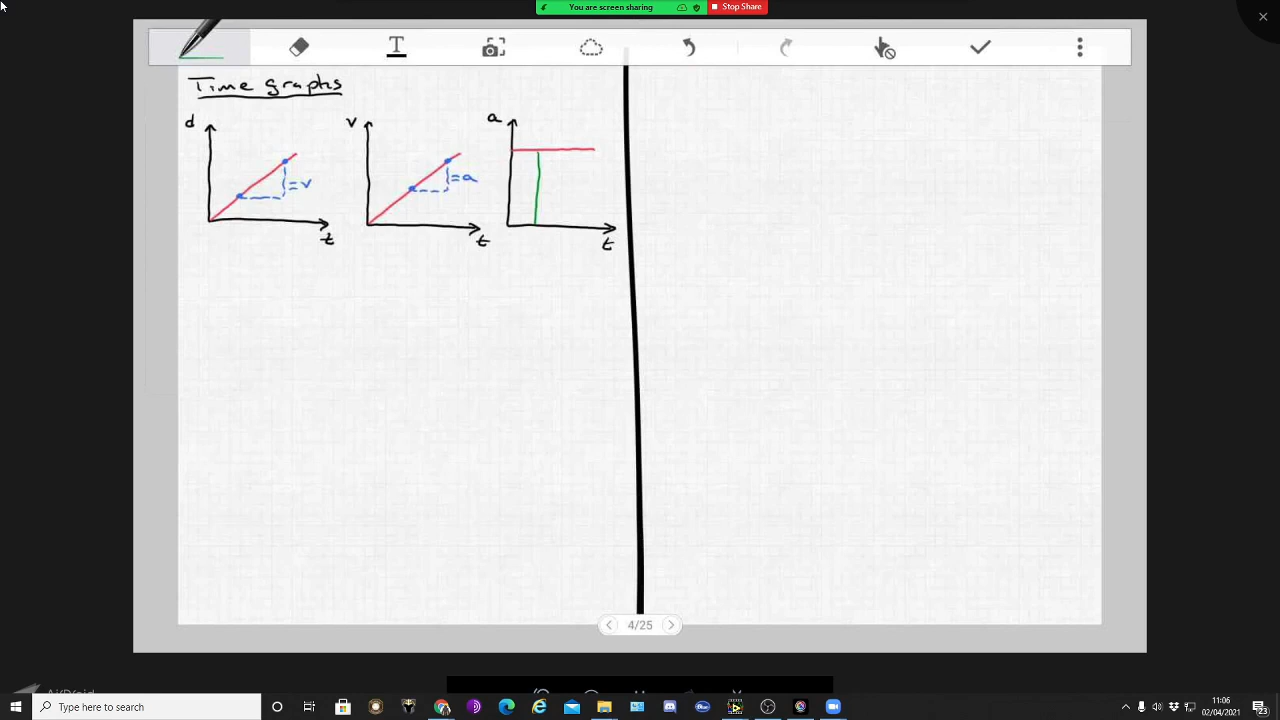 You are screen sharing
Stop Share
T
Time graphs
d
v
a
= v
= a
t
t
t
4/25
AirDroid
Type here to search
11:06
02/04/2021